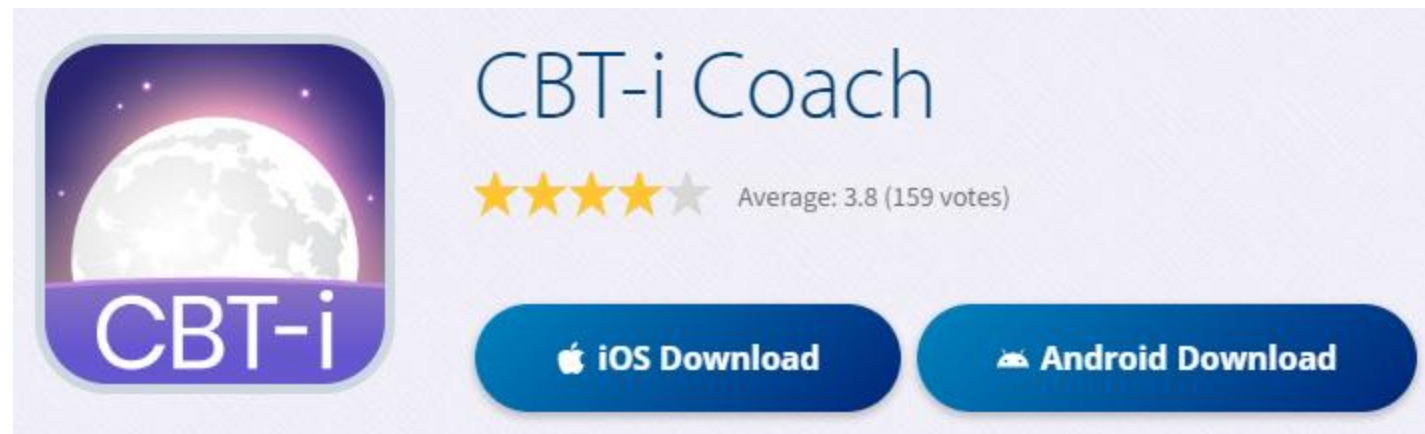 CBT-i Coach
CBT-i
Average: 3.8 (159 votes)
iOS Download
Android Download